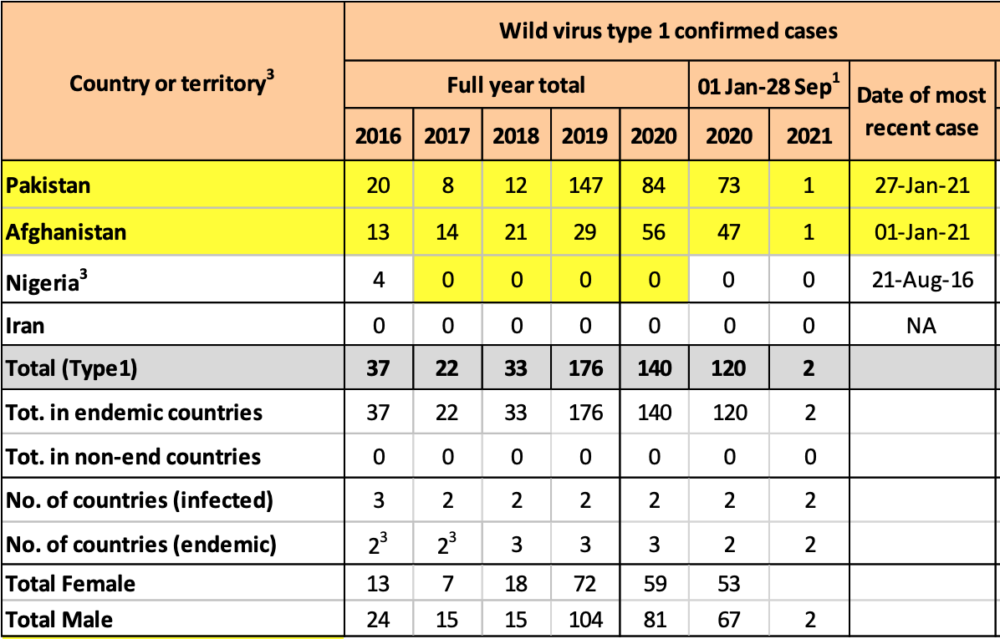 Country or territory3
Wild virus type 1 confirmed cases
Full year total
01 Jan-28 Sep1
Date of most recent case
2016 2017 2018 2019 2020 2020 2021
Pakistan 20 8 12 147 84 73 1 27-Jan-21
Afghanistan 13 14 21 29 56 47 1 01-Jan-21
Nigeria3 4 0 0 0 0 0 0 21-Aug-16
Iran 0 0 0 0 0 0 0 NA
Total (Type1) 37 22 33 176 140 120 2
Tot. in endemic countries 37 22 33 176 140 120 2
Tot. in non-end countries 0 0 0 0 0 0 0
No. of countries (infected) 3 2 2 2 2 2 2
No. of countries (endemic) 23 23 3 3 3 2 2
Total Female 13 7 18 72 59 53
Total Male 24 15 15 104 81 67 2